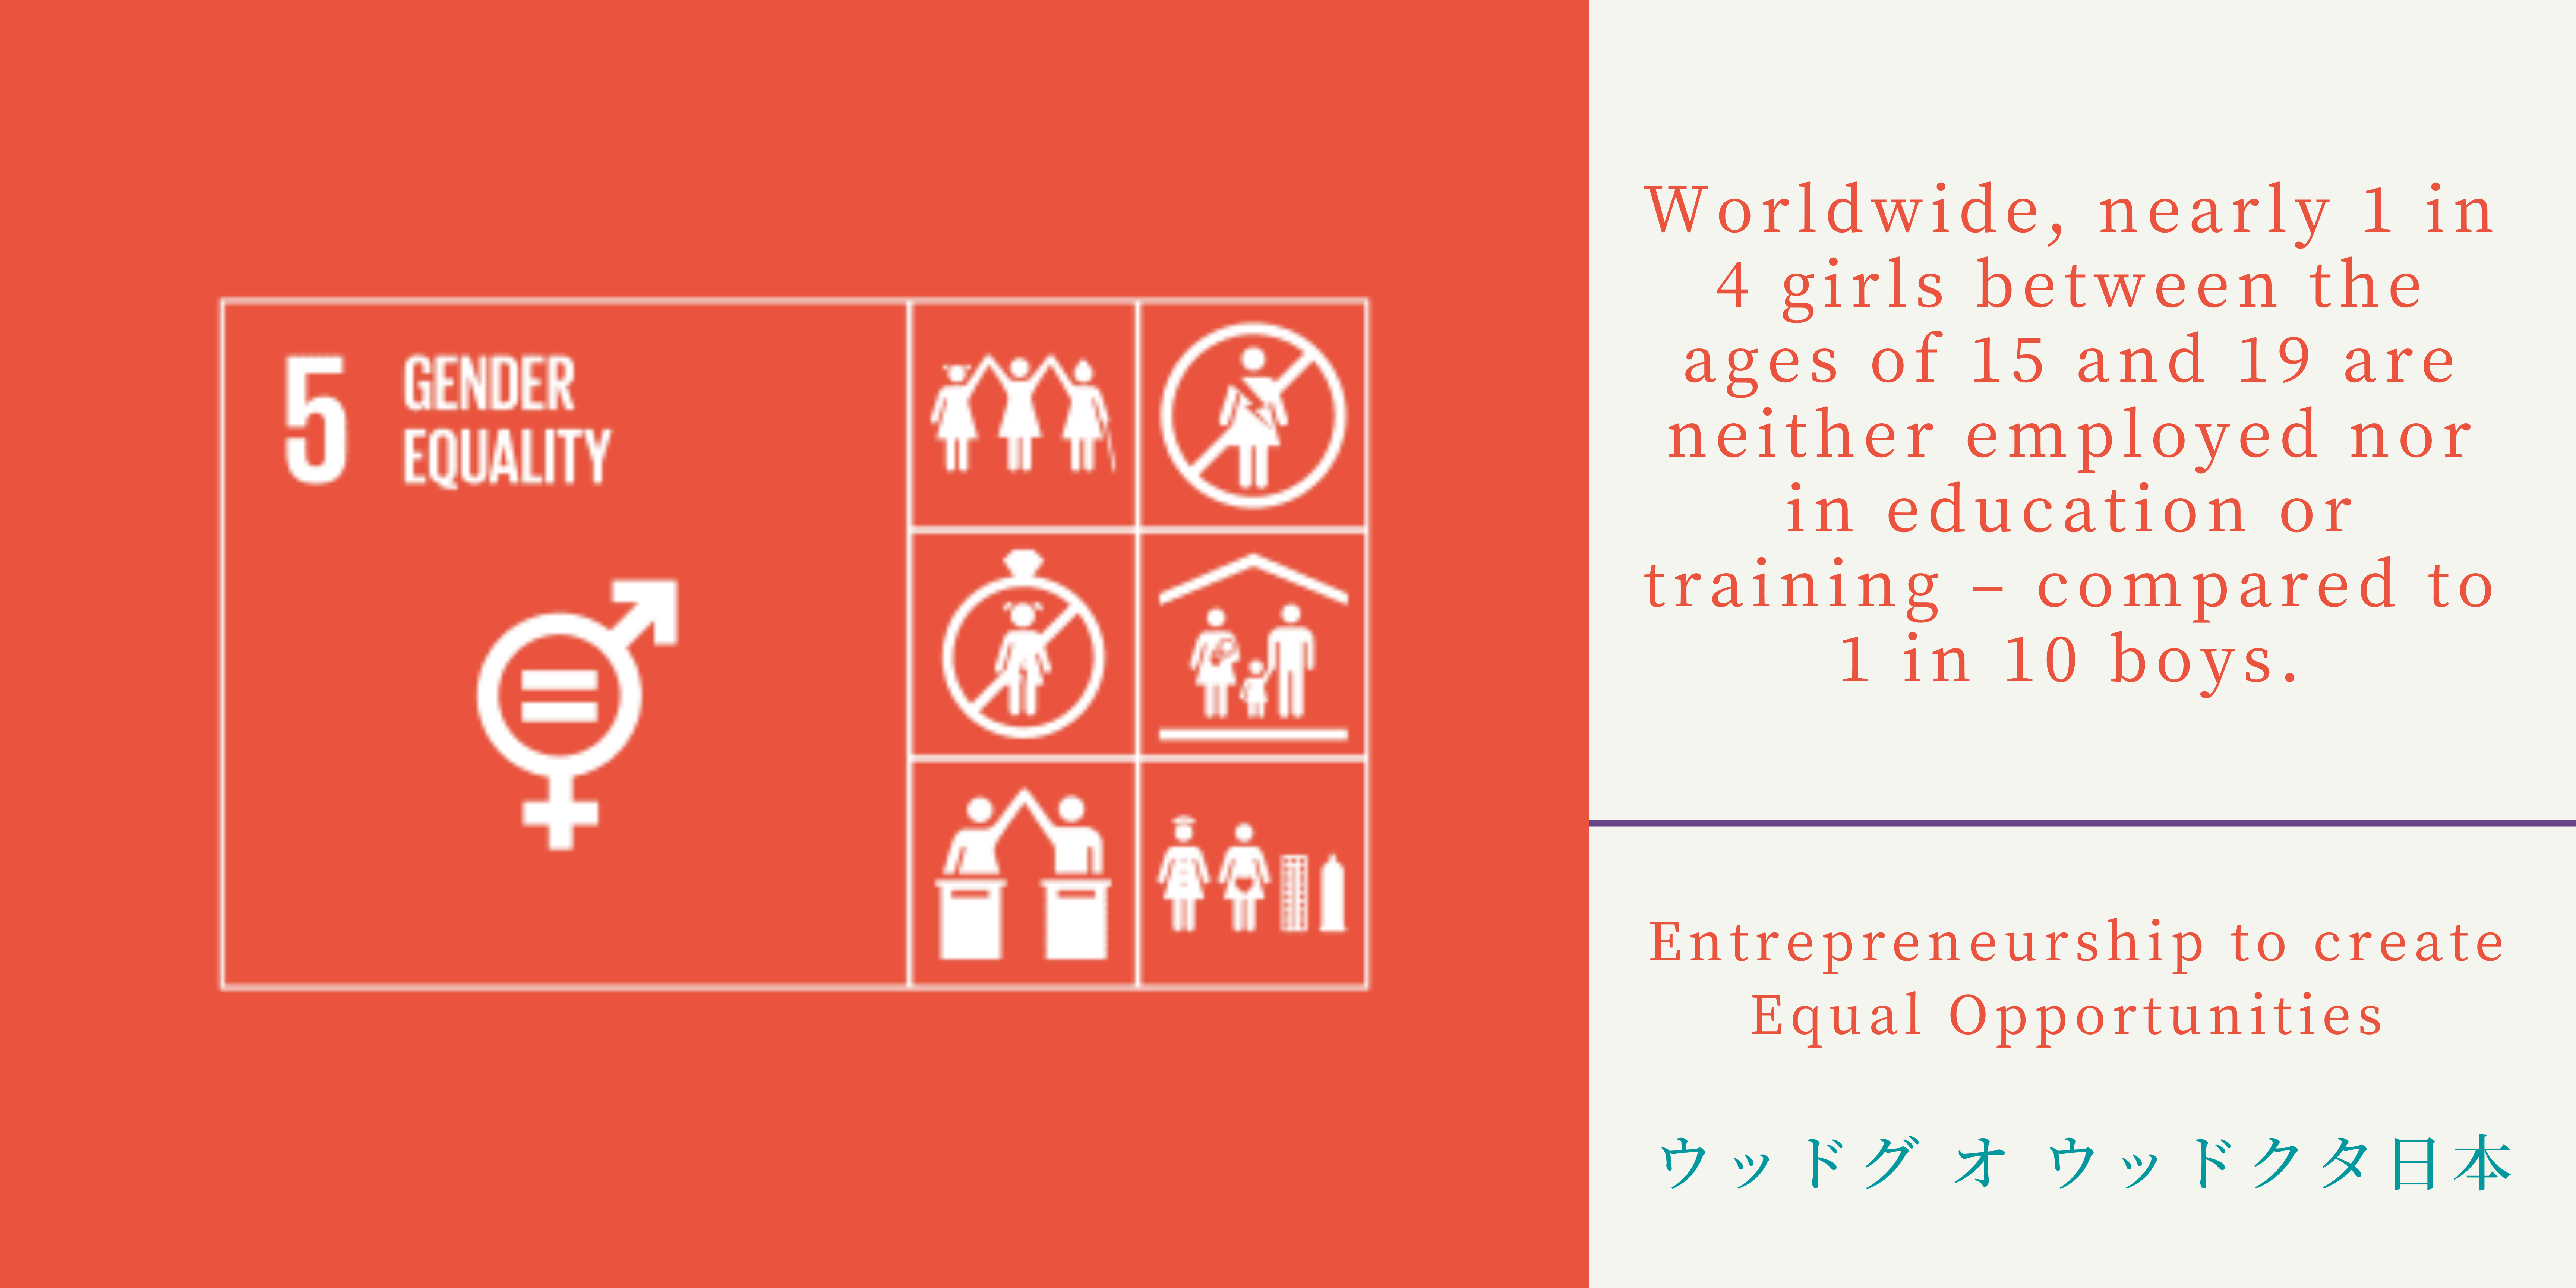 5 GENDER
EQUALITY
Worldwide, nearly 1 in
4 girls between the
ages of 15 and 19 are
neither employed nor
in education or
training – compared to
1 in 10 boys.
Entrepreneurship to create
Equal Opportunities
ウッドグ オ ウッドクタ日本